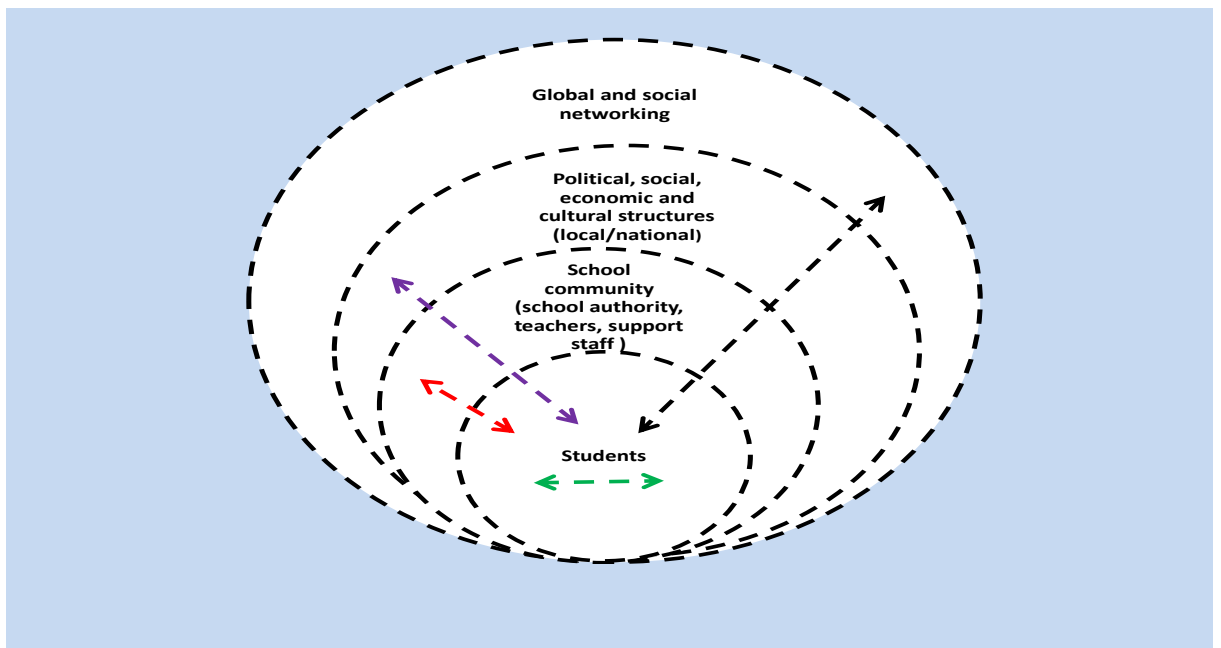 Global and social
networking
Political, social,
economic and
cultural structures
(local/national)
School
community
(school authority,
teachers, support
staff )
Students